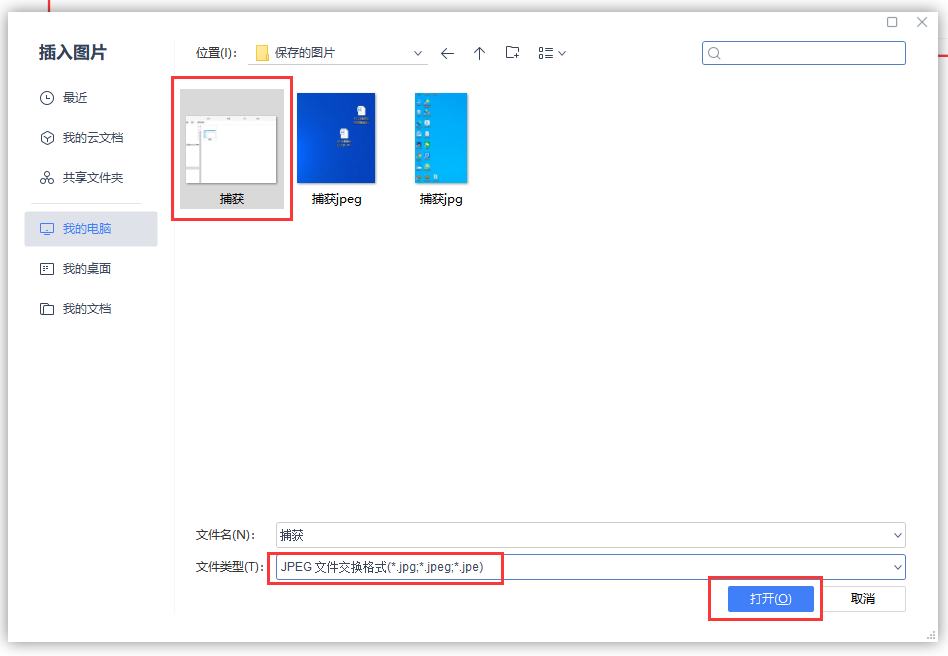 插入图片
位置(I):
保存的图片
最近
我的云文档
共享文件夹
我的电脑
我的桌面
我的文档
捕获
捕获jpeg
捕获jpg
文件名(N):
捕获
文件类型(T):
JPEG 文件交换格式(*.jpg;*.jpeg;*.jpe)
打开(O)
取消